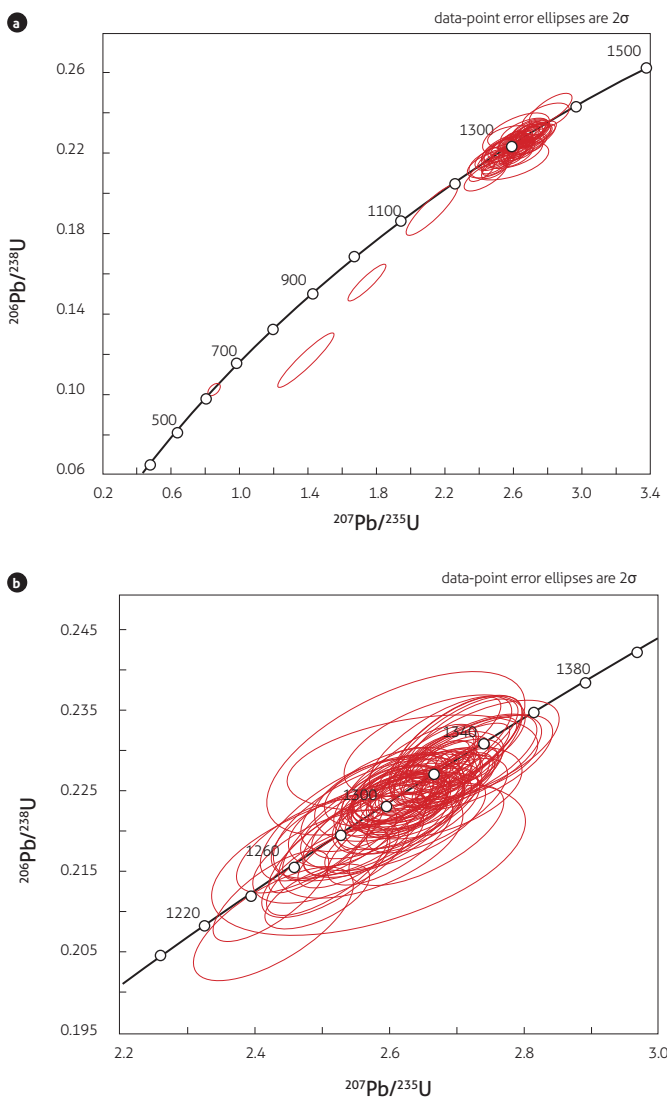 a
data-point error ellipses are 2σ
1500
0.26
1300
0.22
0.18
1100
900
0.14
700
0.10
500
0.06
0.2 0.6 1.0 1.4 1.8 2.2 2.6 3.0 3.4
²⁰⁶Pb/²³⁸U
²⁰⁷Pb/²³⁵U
b
data-point error ellipses are 2σ
0.245
1380
0.235
1340
0.225
1300
1260
0.215
1220
0.205
0.195
2.2 2.4 2.6 2.8 3.0
²⁰⁶Pb/²³⁸U
²⁰⁷Pb/²³⁵U